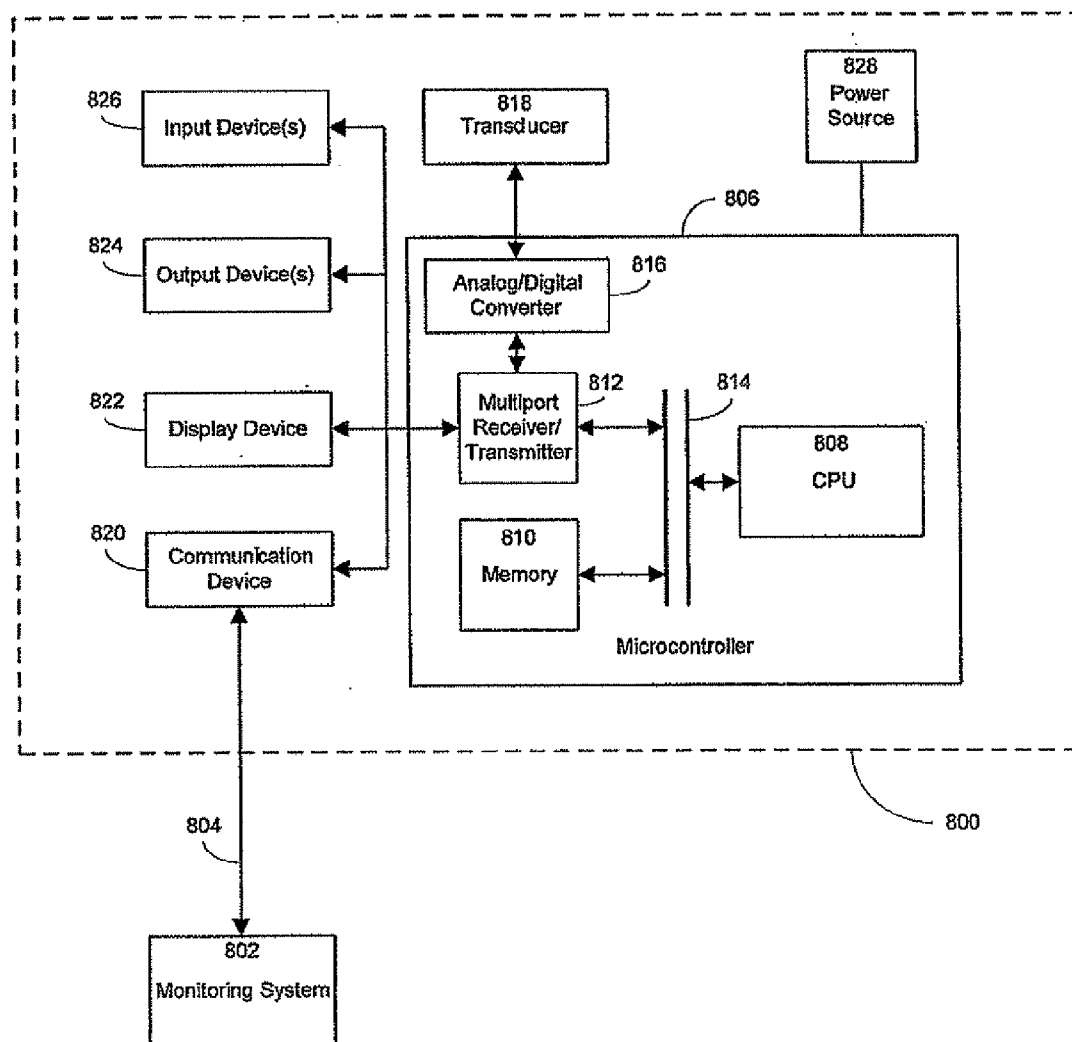 828
Power
Source
826
Input Device(s)
818
Transducer
806
824
Output Device(s)
Analog/Digital
Converter
816
822
Display Device
Multiport
Receiver/
Transmitter
812
814
808
CPU
820
Communication
Device
810
Memory
Microcontroller
804
800
802
Monitoring System